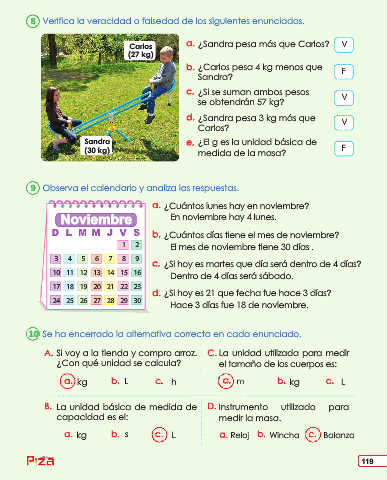 8 Verifica la veracidad o falsedad de los siguientes enunciados.
Carlos
(27 kg)
Sandra
(30 kg)
a. ¿Sandra pesa más que Carlos? V
b. ¿Carlos pesa 4 kg menos que
Sandra? F
c. ¿Si se suman ambos pesos
se obtendrán 57 kg? V
d. ¿Sandra pesa 3 kg más que
Carlos? V
e. ¿El g es la unidad básica de
medida de la masa? F
9 Observa el calendario y analiza las respuestas.
Noviembre
D L M M J V S
1 2
3 4 5 6 7 8 9
10 11 12 13 14 15 16
17 18 19 20 21 22 23
24 25 26 27 28 29 30
a. ¿Cuántos lunes hay en noviembre?
En noviembre hay 4 lunes.
b. ¿Cuántos días tiene el mes de noviembre?
El mes de noviembre tiene 30 días .
c. ¿Si hoy es martes que día será dentro de 4 días?
Dentro de 4 días será sábado.
d. ¿Si hoy es 21 que fecha fue hace 3 días?
Hace 3 días fue 18 de noviembre.
10 Se ha encerrado la alternativa correcta en cada enunciado.
A. Si voy a la tienda y compro arroz.
¿Con qué unidad se calcula?
a. kg b. L c. h
B. La unidad básica de medida de
capacidad es el:
a. kg b. s c. L
C. La unidad utilizada para medir
el tamaño de los cuerpos es:
a. m b. kg c. L
D. Instrumento utilizado para
medir la masa.
a. Reloj b. Wincha c. Balanza
Piza
119